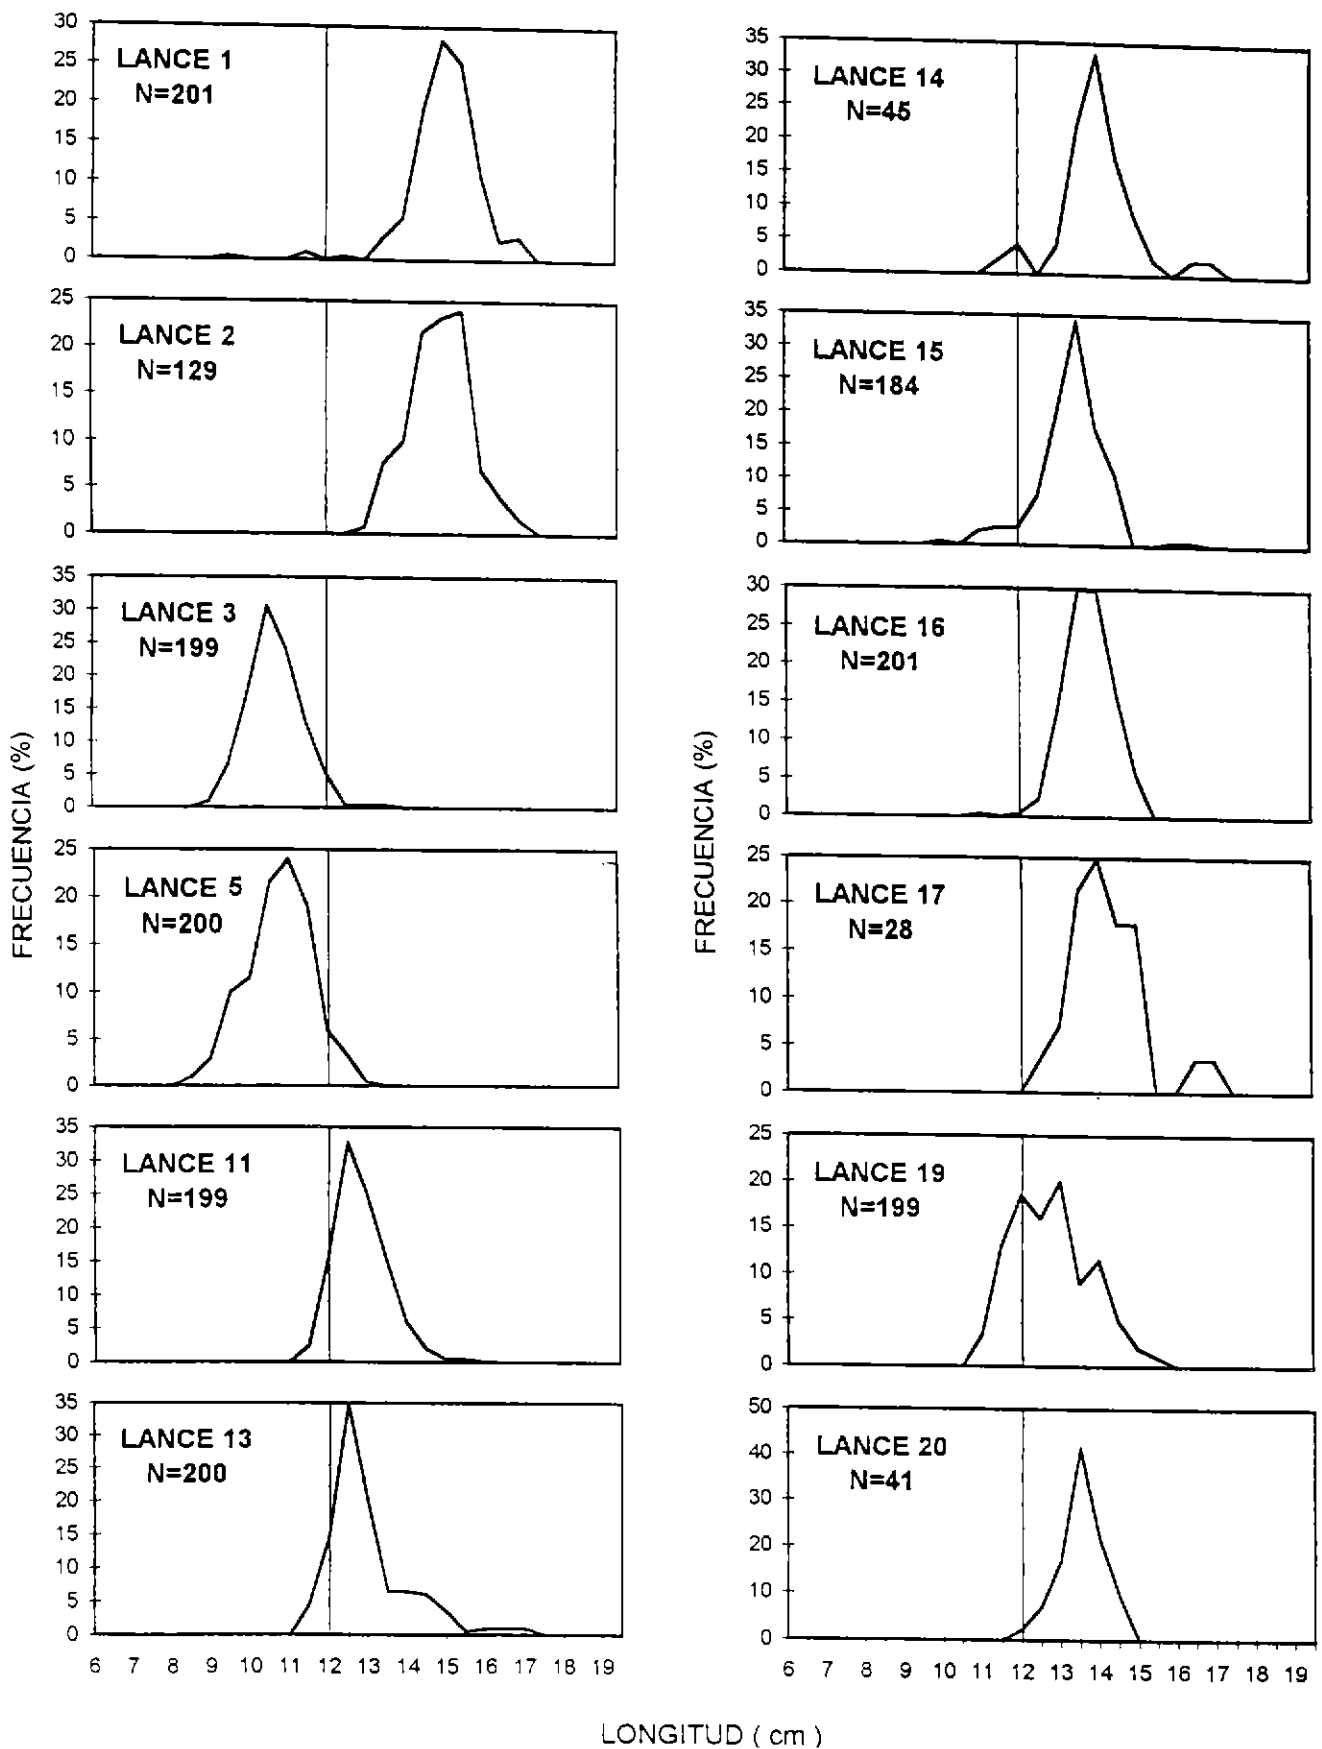 FRECUENCIA (%)
30
25
20
15
10
5
0
LANCE 1
N=201
25
20
15
10
5
0
LANCE 2
N=129
35
30
25
20
15
10
5
0
LANCE 3
N=199
25
20
15
10
5
0
LANCE 5
N=200
35
30
25
20
15
10
5
0
LANCE 11
N=199
35
30
25
20
15
10
5
0
LANCE 13
N=200
6 7 8 9 10 11 12 13 14 15 16 17 18 19
FRECUENCIA (%)
35
30
25
20
15
10
5
0
LANCE 14
N=45
35
30
25
20
15
10
5
0
LANCE 15
N=184
30
25
20
15
10
5
0
LANCE 16
N=201
25
20
15
10
5
0
LANCE 17
N=28
25
20
15
10
5
0
LANCE 19
N=199
50
40
30
20
10
0
LANCE 20
N=41
6 7 8 9 10 11 12 13 14 15 16 17 18 19
LONGITUD ( cm )